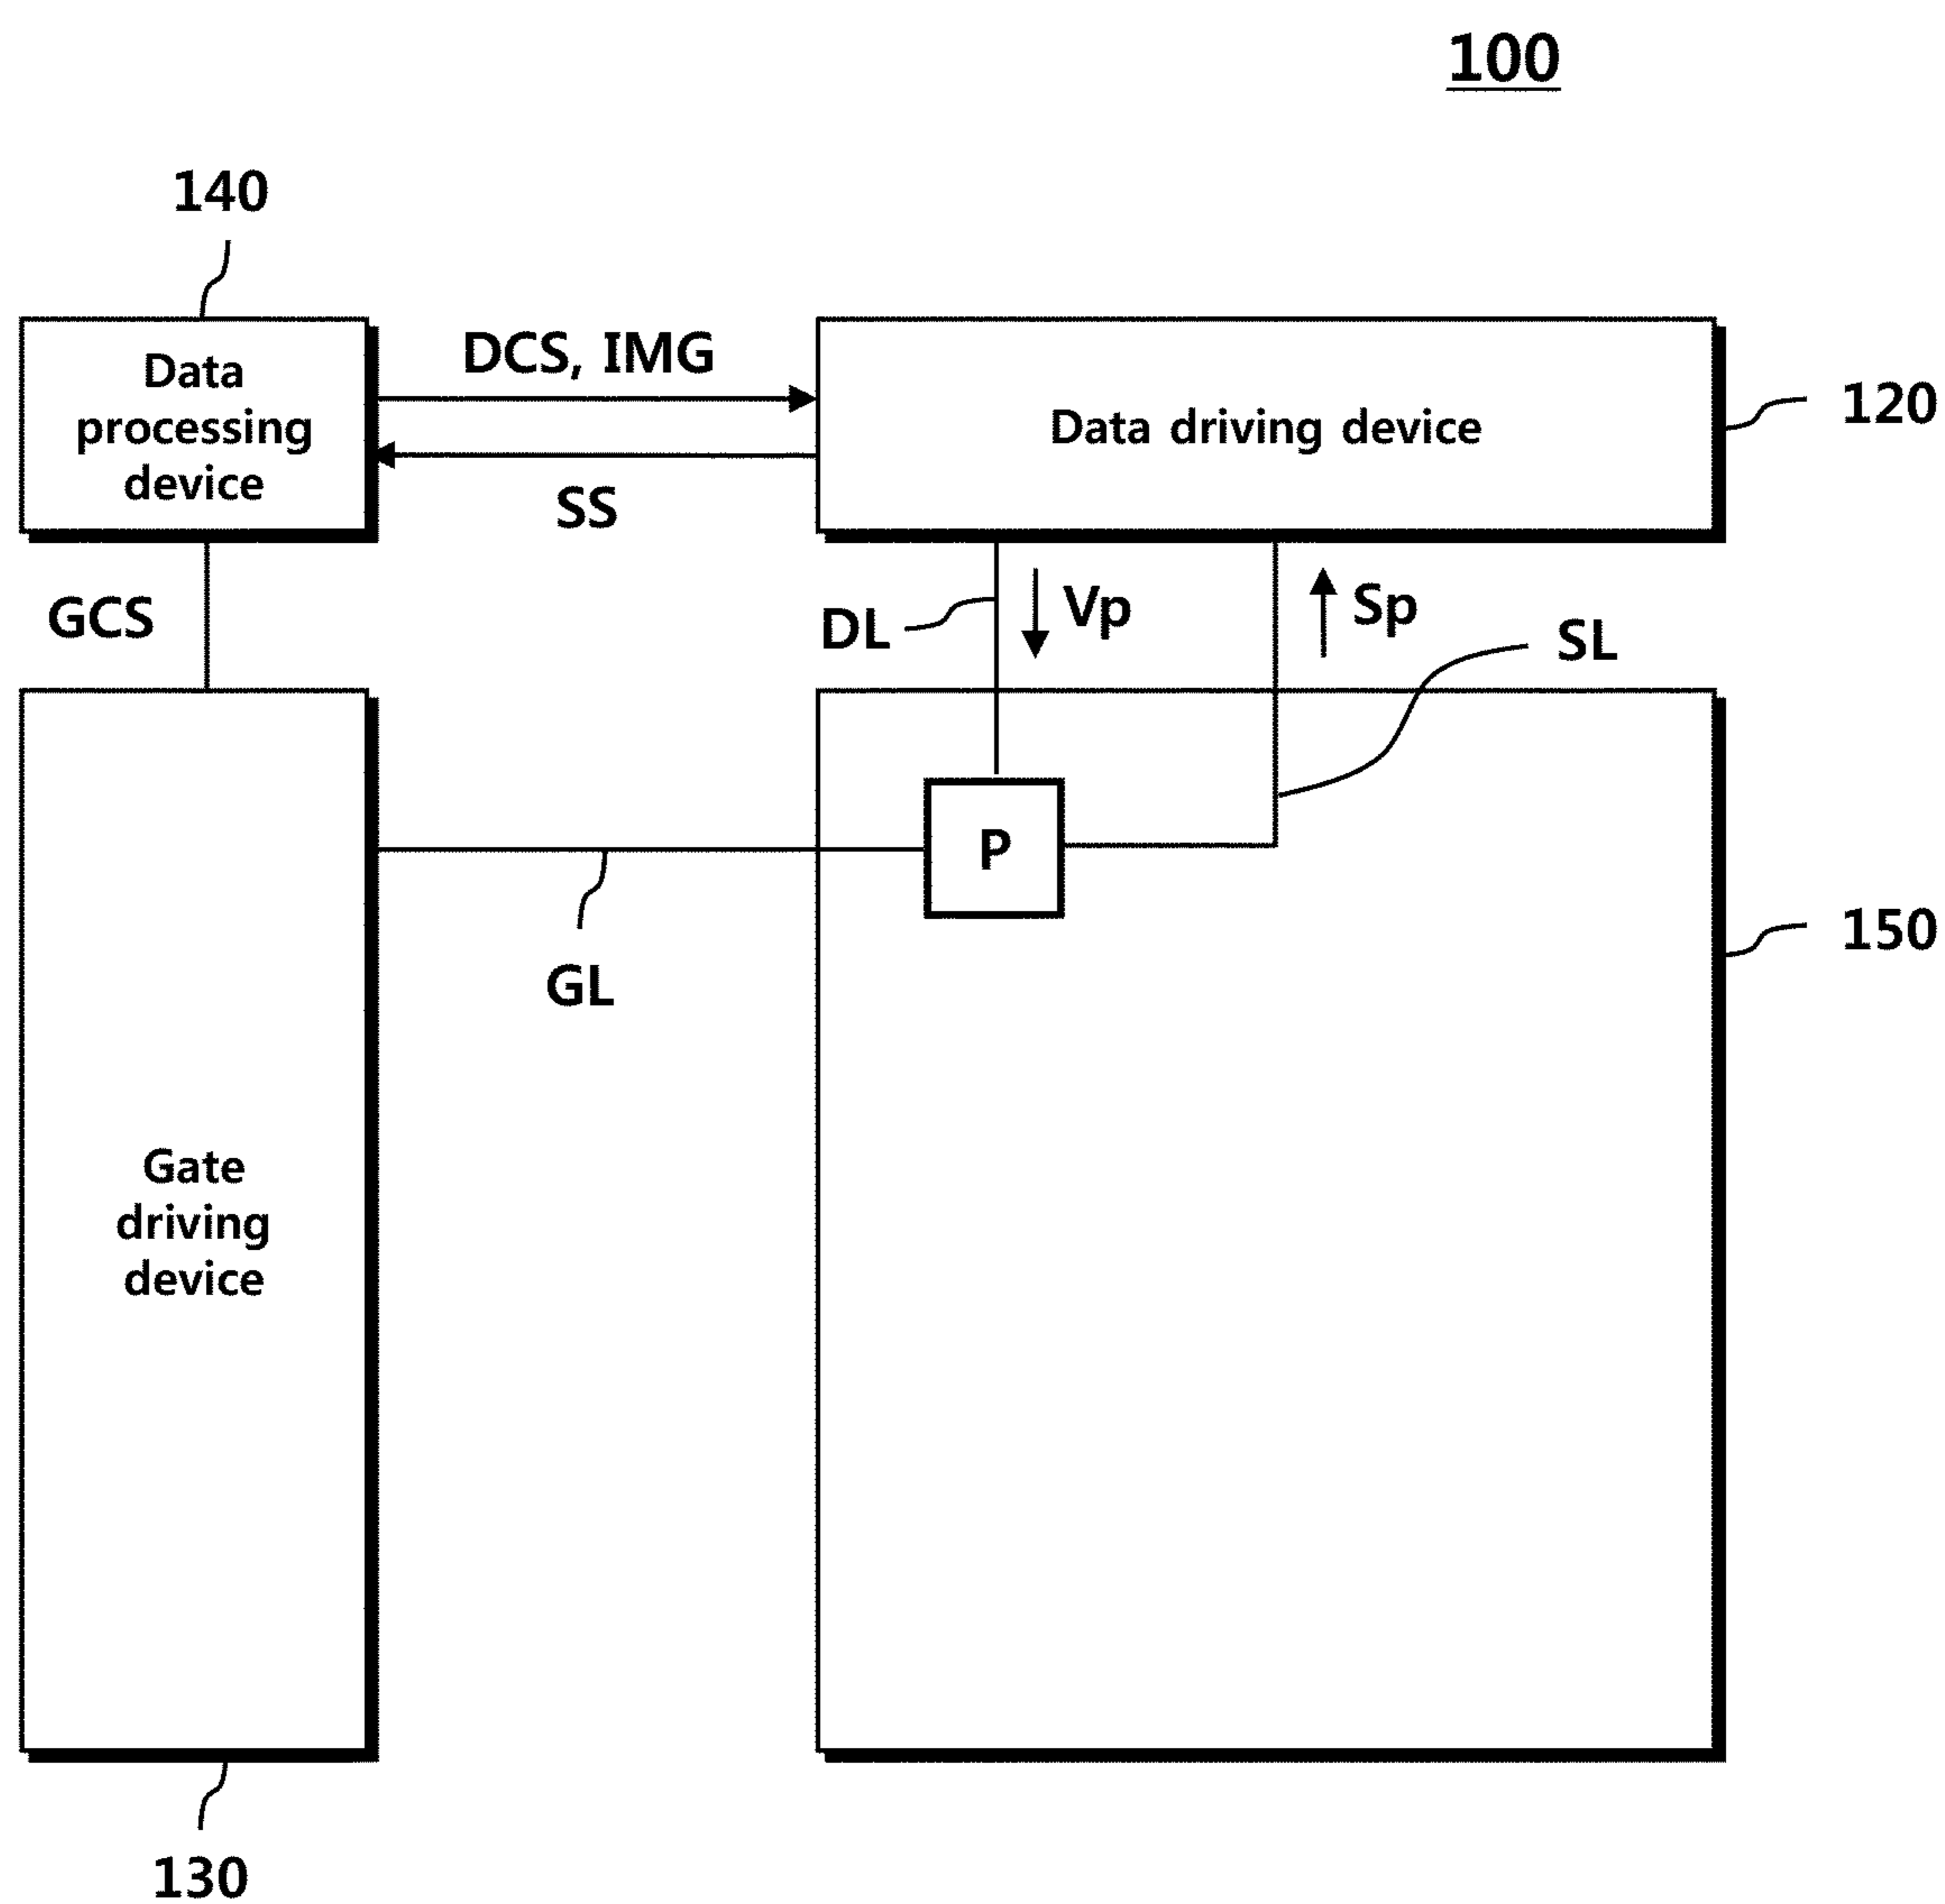 100
140
Data
processing
device
DCS, IMG
SS
Data driving device
120
GCS
DL
Vp
Sp
SL
P
GL
150
Gate
driving
device
130